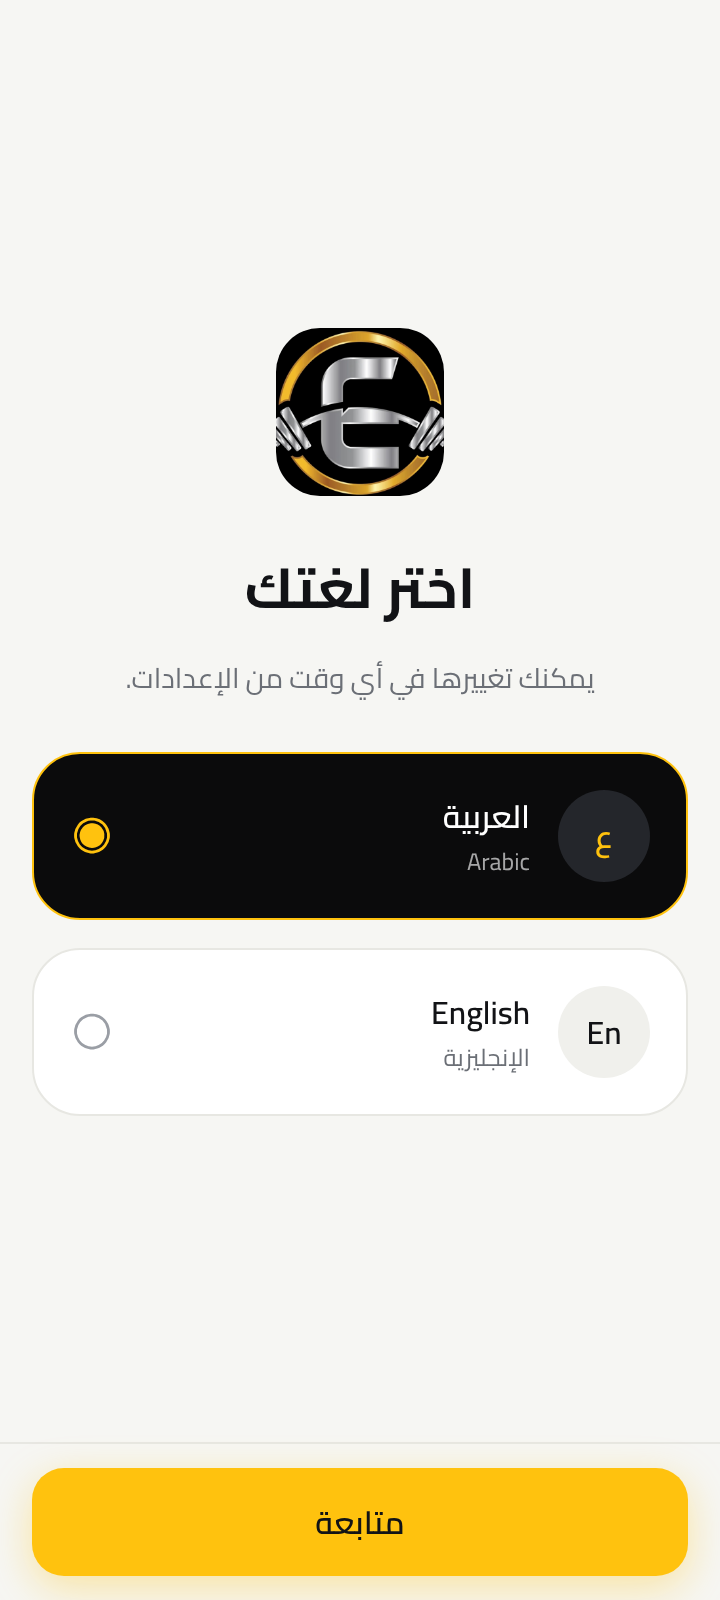 E
اختر لغتك
يمكنك تغييرها في أي وقت من الإعدادات.
ع
العربية
Arabic
En
English
الإنجليزية
متابعة